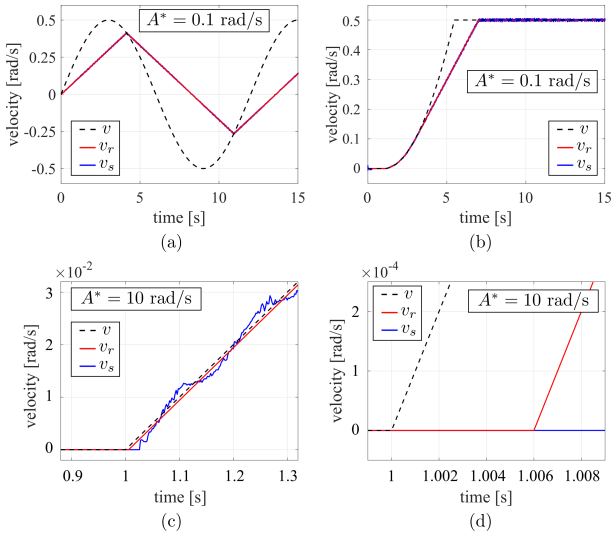 A* = 0.1 rad/s
0.5
0.25
0
-0.25
-0.5
velocity [rad/s]
v
v_r
v_s
0 5 10 15
time [s]
(a)
0.5
0.4
0.3
0.2
0.1
0
velocity [rad/s]
A* = 0.1 rad/s
v
v_r
v_s
0 5 10 15
time [s]
(b)
×10^-2
3
2
1
0
velocity [rad/s]
A* = 10 rad/s
v
v_r
v_s
0.9 1 1.1 1.2 1.3
time [s]
(c)
×10^-4
2
1
0
velocity [rad/s]
v
v_r
v_s
A* = 10 rad/s
1 1.002 1.004 1.006 1.008
time [s]
(d)